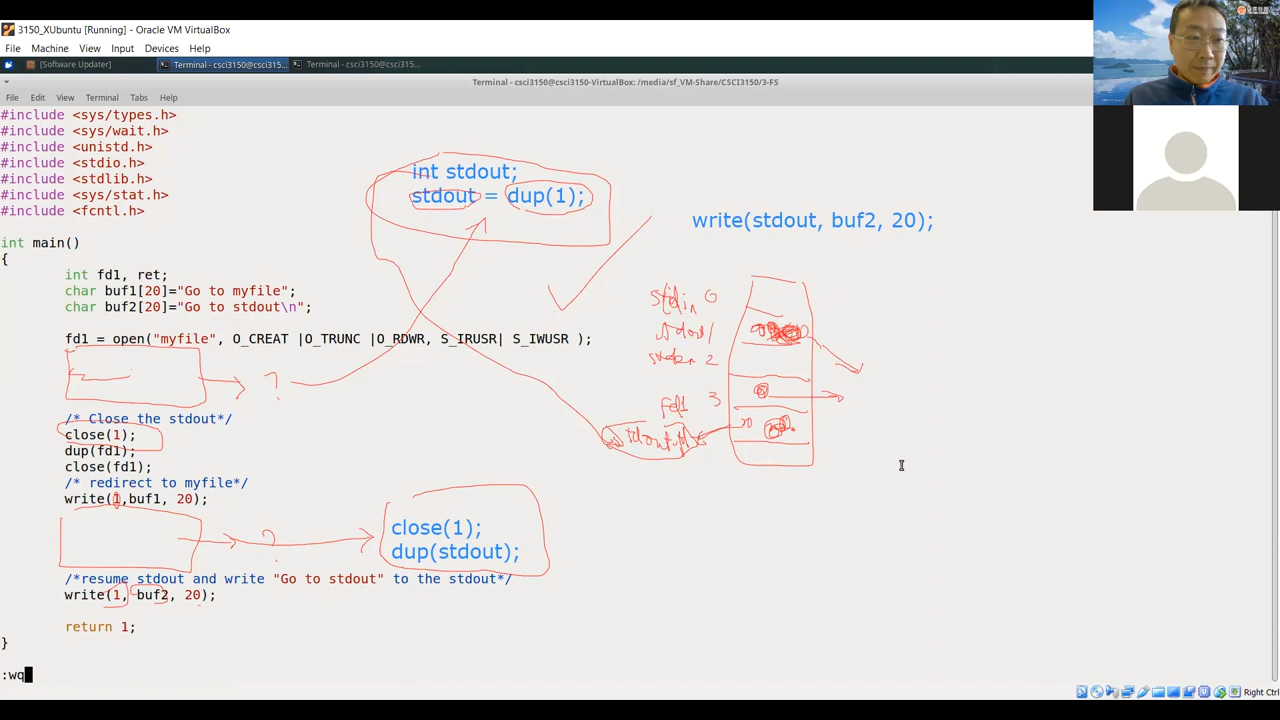 3150_XUbuntu [Running] - Oracle VM VirtualBox
File Machine View Input Devices Help
[Software Updater] Terminal - csci3150@csci315... Terminal - csci3150@csci315...
Terminal - csci3150@csci3150-VirtualBox: /media/sf_VM-Share/CSCI3150/3-FS
File Edit View Terminal Tabs Help
#include <sys/types.h>
#include <sys/wait.h>
#include <unistd.h>
#include <stdio.h>
#include <stdlib.h>
#include <sys/stat.h>
#include <fcntl.h>
int main()
{
int fd1, ret;
char buf1[20]="Go to myfile";
char buf2[20]="Go to stdout\n";
fd1 = open("myfile", O_CREAT |O_TRUNC |O_RDWR, S_IRUSR| S_IWUSR );
?
/* Close the stdout*/
close(1);
dup(fd1);
close(fd1);
/* redirect to myfile*/
write(1,buf1, 20);
?
/*resume stdout and write "Go to stdout" to the stdout*/
write(1, buf2, 20);
return 1;
}
:wq
int stdout;
stdout = dup(1);
write(stdout, buf2, 20);
stdin 0
stdout 1
2
fd1 3
close(1);
dup(stdout);
Right Ctrl